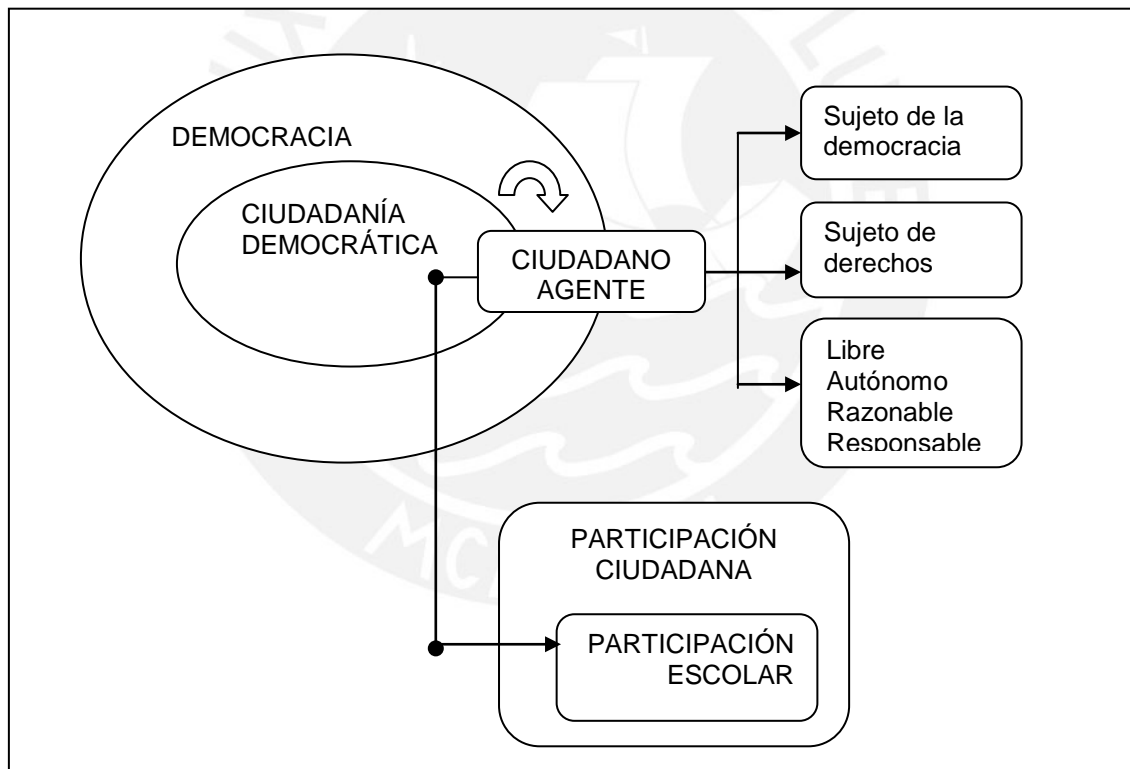 DEMOCRACIA
CIUDADANÍA
DEMOCRÁTICA
CIUDADANO
AGENTE
Sujeto de la
democracia
Sujeto de
derechos
Libre
Autónomo
Razonable
Responsable
PARTICIPACIÓN
CIUDADANA
PARTICIPACIÓN
ESCOLAR